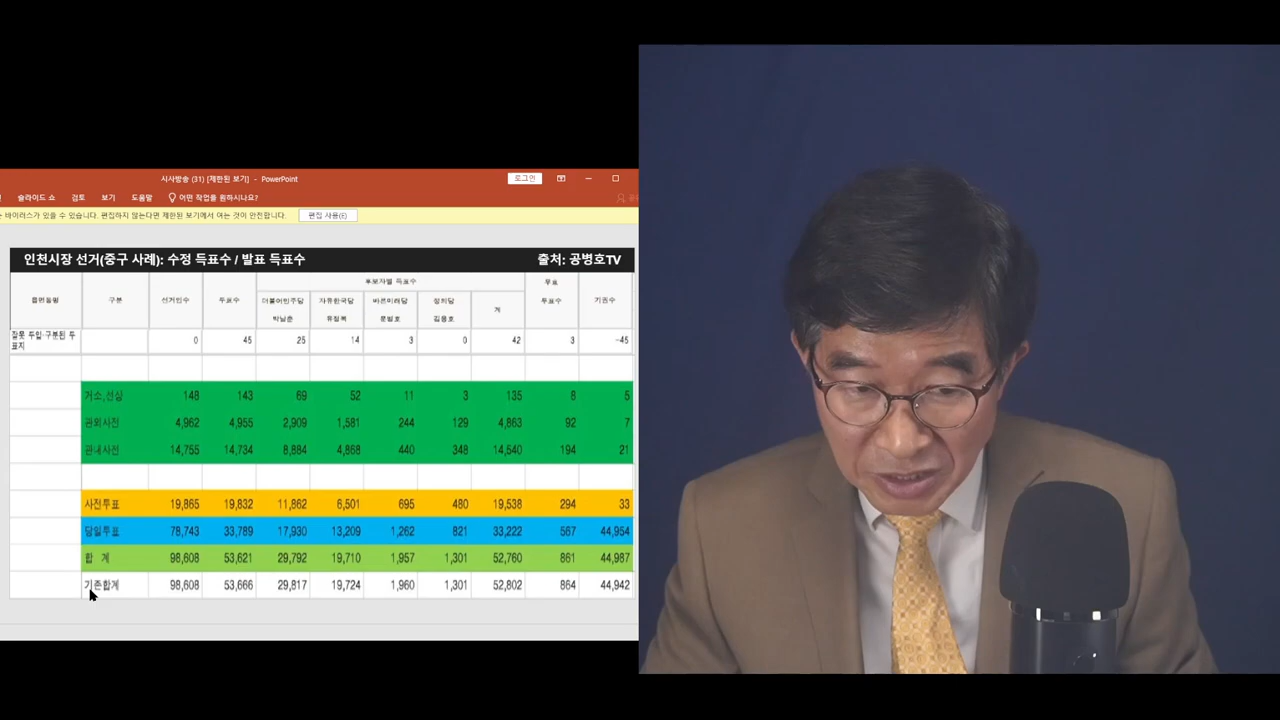 시사방송 (31) [제한된 보기] - PowerPoint
로그인
슬라이드 쇼 검토 보기 도움말 어떤 작업을 원하시나요?
바이러스가 있을 수 있습니다. 편집하지 않는다면 제한된 보기에서 여는 것이 안전합니다. 편집 사용(E)
인천시장 선거(중구 사례): 수정 득표수 / 발표 득표수 출처: 공병호TV
후보자별 득표수
읍면동명 구분 선거인수 투표수 더불어민주당 박남춘 자유한국당 유정복 바른미래당 문병호 정의당 김응호 계 무효 투표수 기권수
잘못 투입·구분된 투표지 0 45 25 14 3 0 42 3 -45
거소,선상 148 143 69 52 11 3 135 8 5
관외사전 4,962 4,955 2,909 1,581 244 129 4,863 92 7
관내사전 14,755 14,734 8,884 4,868 440 348 14,540 194 21
사전투표 19,865 19,832 11,862 6,501 695 480 19,538 294 33
당일투표 78,743 33,789 17,930 13,209 1,262 821 33,222 567 44,954
합 계 98,608 53,621 29,792 19,710 1,957 1,301 52,760 861 44,987
기존합계 98,608 53,666 29,817 19,724 1,960 1,301 52,802 864 44,942